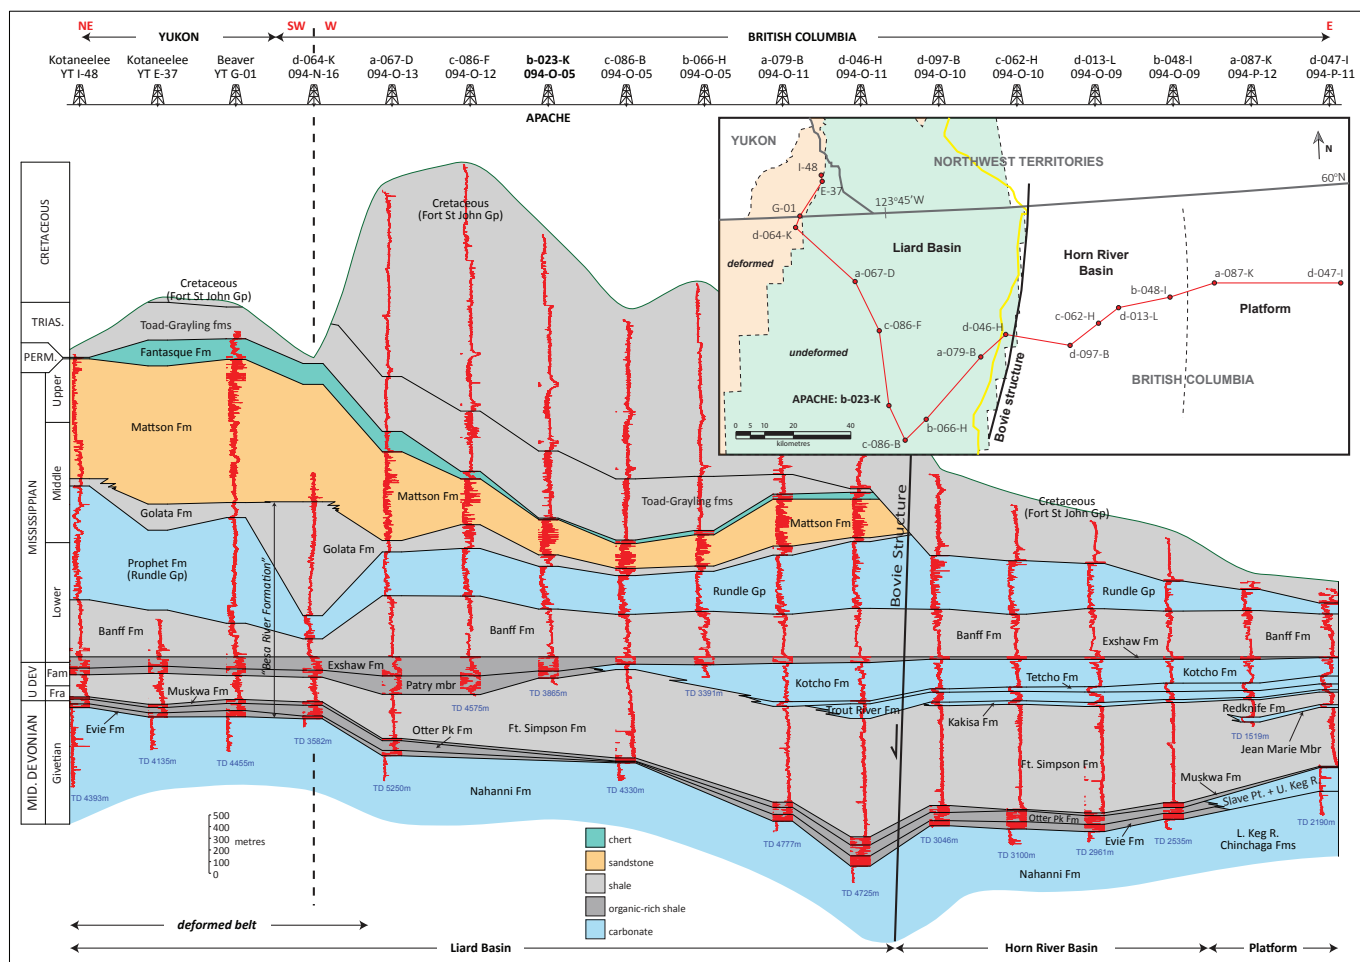 NE
YUKON
SW
W
BRITISH COLUMBIA
E
Kotaneelee
YT I-48
Kotaneelee
YT E-37
Beaver
YT G-01
d-064-K
094-N-16
a-067-D
094-O-13
c-086-F
094-O-12
b-023-K
094-O-05
c-086-B
094-O-05
b-066-H
094-O-05
a-079-B
094-O-11
d-046-H
094-O-11
d-097-B
094-O-10
c-062-H
094-O-10
d-013-L
094-O-09
b-048-I
094-O-09
a-087-K
094-P-12
d-047-I
094-P-11
APACHE
YUKON
NORTHWEST TERRITORIES
N
60°N
I-48
E-37
G-01
123°45'W
d-064-K
Liard Basin
deformed
Horn River
Basin
a-067-D
b-048-I
a-087-K
d-047-I
Platform
c-062-H
d-013-L
c-086-F
d-046-H
undeformed
a-079-B
d-097-B
BRITISH COLUMBIA
Bovie structure
APACHE: b-023-K
b-066-H
c-086-B
0 5 10 20 40
kilometres
CRETACEOUS
TRIAS.
PERM.
MISSISSIPPIAN
Upper
Middle
Lower
U DEV
Fam
Fra
MID. DEVONIAN
Givetian
Cretaceous
(Fort St John Gp)
Cretaceous
(Fort St John Gp)
Toad-Grayling fms
Fantasque Fm
Mattson Fm
Mattson Fm
Toad-Grayling fms
Mattson Fm
Cretaceous
(Fort St John Gp)
Golata Fm
Golata Fm
Prophet Fm
(Rundle Gp)
"Besa River Formation"
Rundle Gp
Bovie Structure
Rundle Gp
Banff Fm
Banff Fm
Banff Fm
Exshaw Fm
Banff Fm
Exshaw Fm
Patry mbr
Kotcho Fm
Tetcho Fm
Kotcho Fm
Muskwa Fm
Evie Fm
Otter Pk Fm
Ft. Simpson Fm
Trout River Fm
Kakisa Fm
Redknife Fm
Jean Marie Mbr
Ft. Simpson Fm
Muskwa Fm
Slave Pt. + U. Keg R.
Otter Pk Fm
Evie Fm
L. Keg R.
Chinchaga Fms
Nahanni Fm
Nahanni Fm
TD 4393m
TD 4135m
TD 4455m
TD 3582m
TD 5250m
TD 4575m
TD 3865m
TD 4330m
TD 3391m
TD 4777m
TD 4725m
TD 3046m
TD 3100m
TD 2961m
TD 2535m
TD 1519m
TD 2190m
500
400
300
200
100
0
metres
chert
sandstone
shale
organic-rich shale
carbonate
deformed belt
Liard Basin
Horn River Basin
Platform